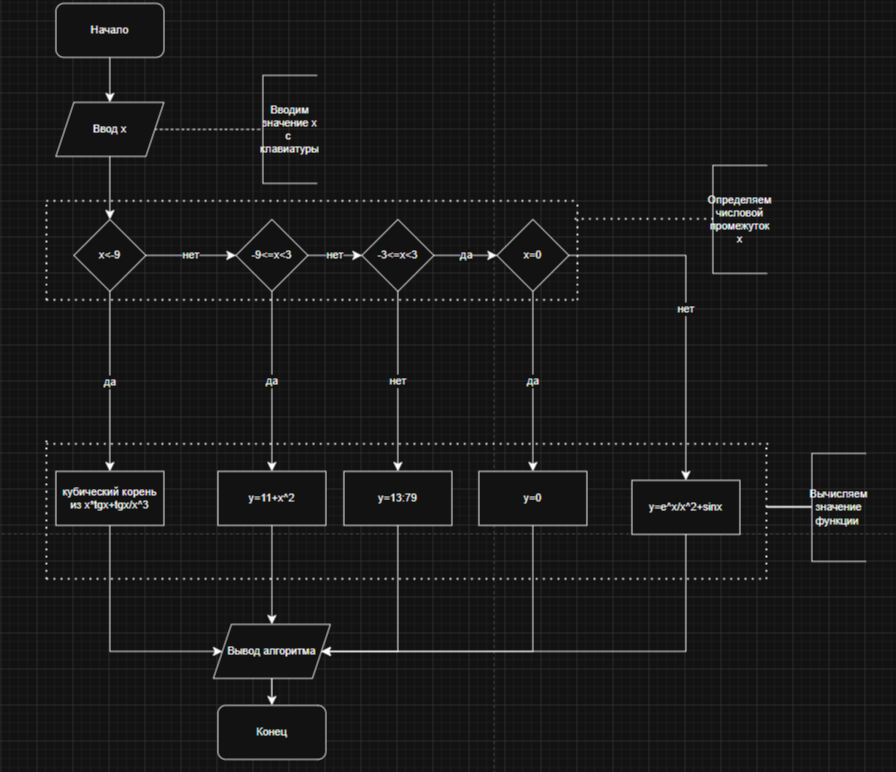 Начало
Ввод x
Вводим
значение x
с
клавиатуры
Определяем
числовой
промежуток
x
x<-9
нет
-9<=x<3
нет
-3<=x<3
да
x=0
нет
да
да
нет
да
кубический корень
из x*tgx+tgx/x^3
y=11+x^2
y=13:79
y=0
y=e^x/x^2+sinx
Вычисляем
значение
функции
Вывод алгоритма
Конец